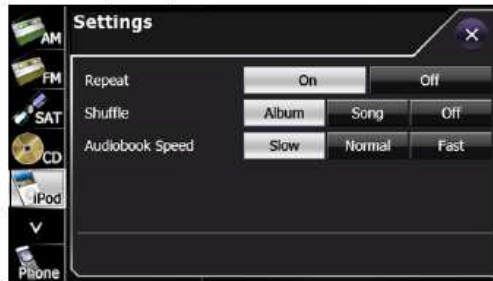 AM
Settings
FM
Repeat On Off
SAT
Shuffle Album Song Off
CD
Audiobook Speed Slow Normal Fast
iPod
Phone